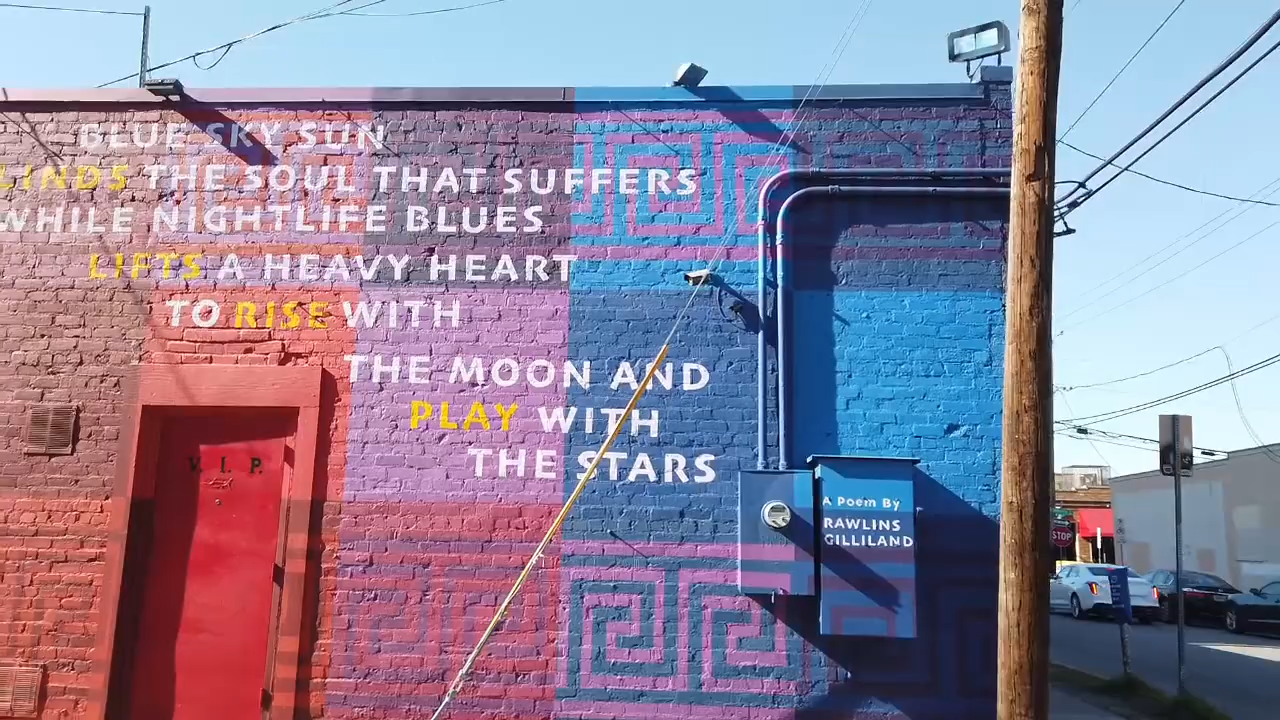 BLUE SKY SUN
LINDS THE SOUL THAT SUFFERS
WHILE NIGHTLIFE BLUES
LIFTS A HEAVY HEART
TO RISE WITH
THE MOON AND
PLAY WITH
THE STARS
V. I. P.
A Poem By
RAWLINS
GILLILAND
STOP